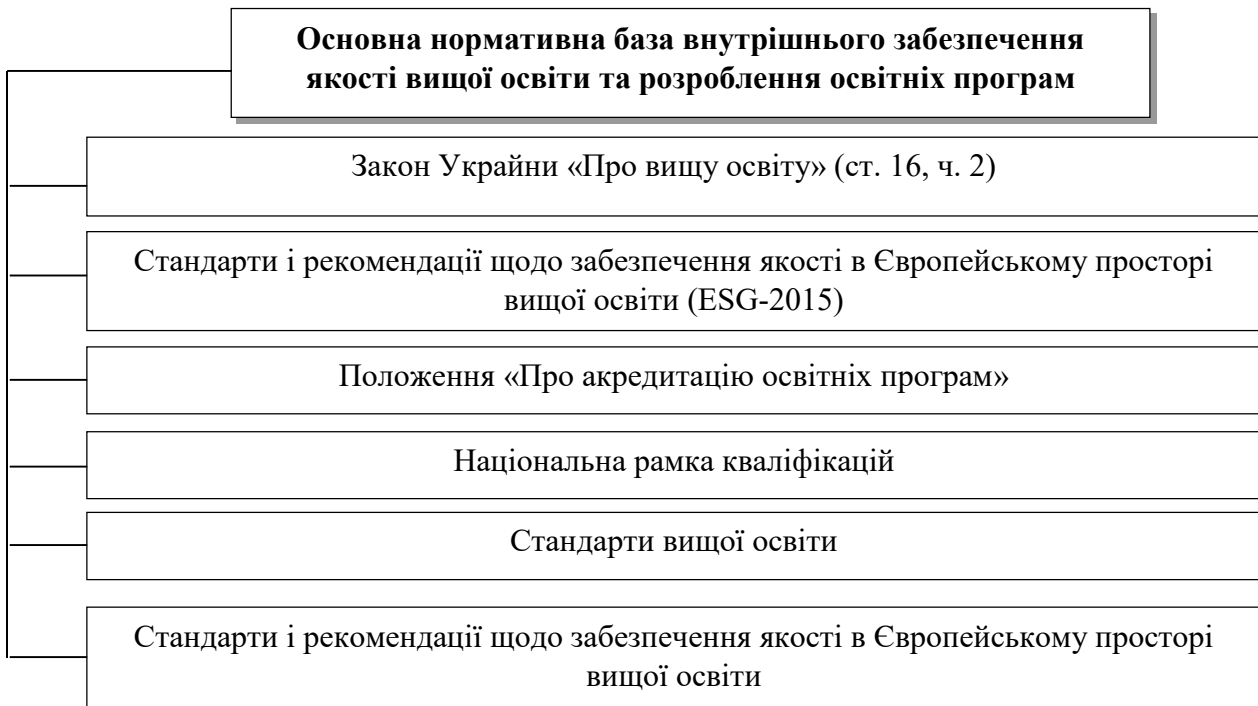 Основна нормативна база внутрішнього забезпечення
якості вищої освіти та розроблення освітніх програм
Закон Украйни «Про вищу освіту» (ст. 16, ч. 2)
Стандарти і рекомендації щодо забезпечення якості в Європейському просторі
вищої освіти (ESG-2015)
Положення «Про акредитацію освітніх програм»
Національна рамка кваліфікацій
Стандарти вищої освіти
Стандарти і рекомендації щодо забезпечення якості в Європейському просторі
вищої освіти